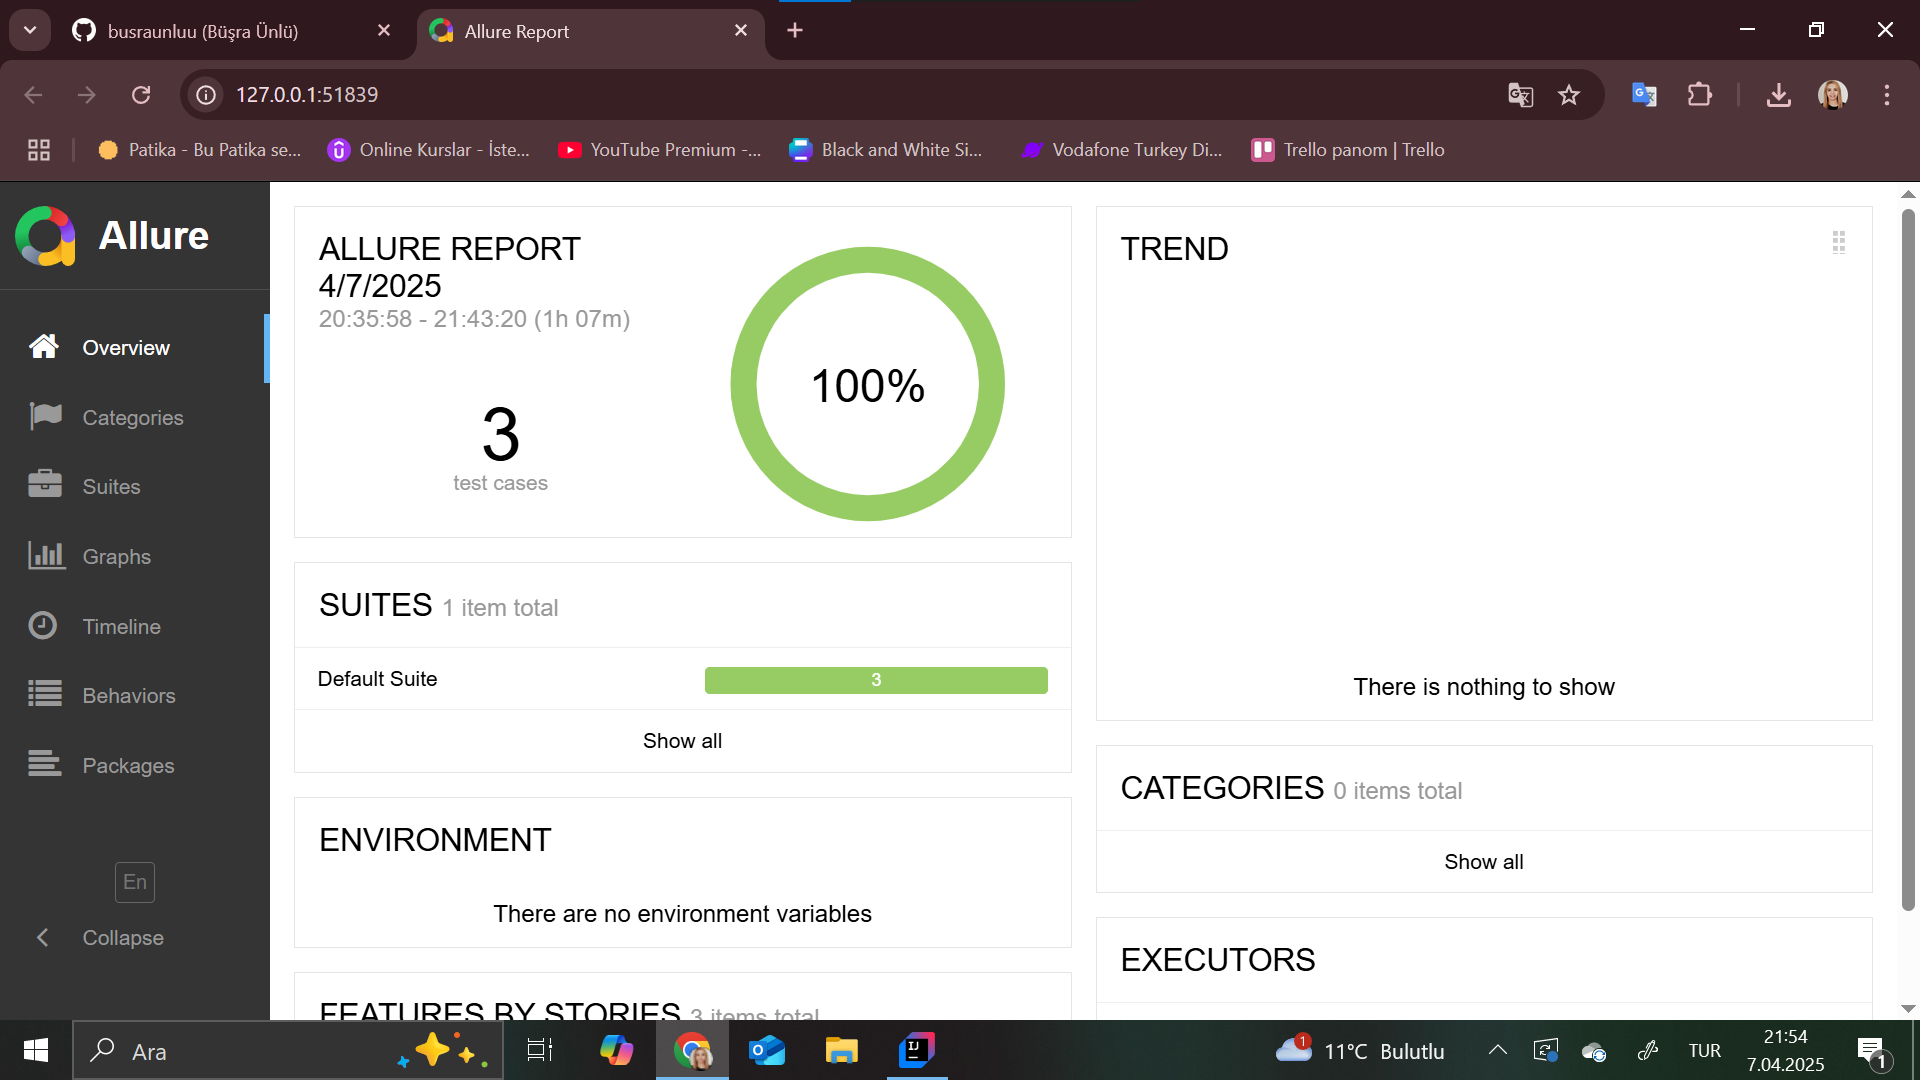 busraunluu (Büşra Ünlü)
Allure Report
127.0.0.1:51839
Patika - Bu Patika se...
Online Kurslar - İste...
YouTube Premium -...
Black and White Si...
Vodafone Turkey Di...
Trello panom | Trello
Allure
Overview
Categories
Suites
Graphs
Timeline
Behaviors
Packages
En
Collapse
ALLURE REPORT
4/7/2025
20:35:58 - 21:43:20 (1h 07m)
3
test cases
100%
SUITES 1 item total
Default Suite
3
Show all
ENVIRONMENT
There are no environment variables
FEATURES BY STORIES 3 items total
TREND
There is nothing to show
CATEGORIES 0 items total
Show all
EXECUTORS
Ara
1
11°C Bulutlu
TUR
21:54
7.04.2025
1